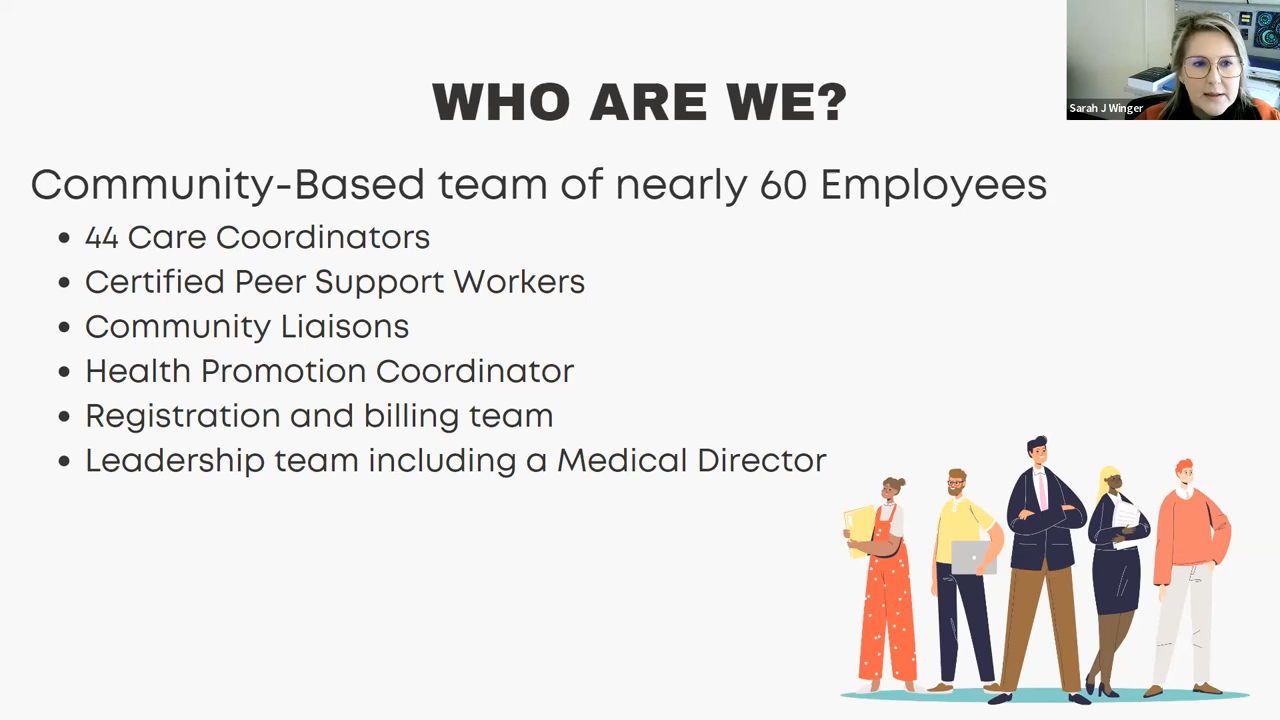 WHO ARE WE?
Sarah J Winger
Community-Based team of nearly 60 Employees
• 44 Care Coordinators
• Certified Peer Support Workers
• Community Liaisons
• Health Promotion Coordinator
• Registration and billing team
• Leadership team including a Medical Director